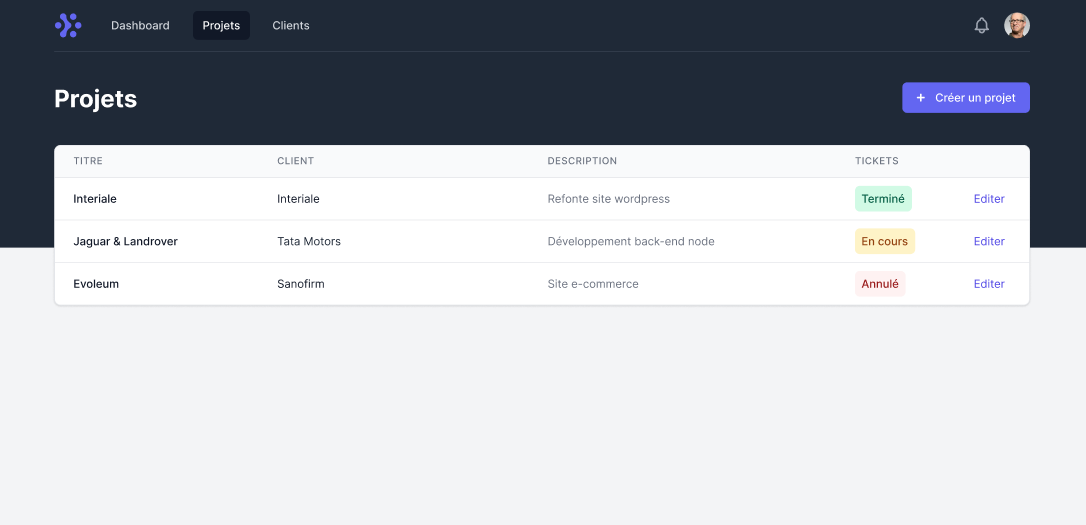 Dashboard Projets Clients
Projets
+ Créer un projet
TITRE CLIENT DESCRIPTION TICKETS
Interiale Interiale Refonte site wordpress Terminé Editer
Jaguar & Landrover Tata Motors Développement back-end node En cours Editer
Evoleum Sanofirm Site e-commerce Annulé Editer